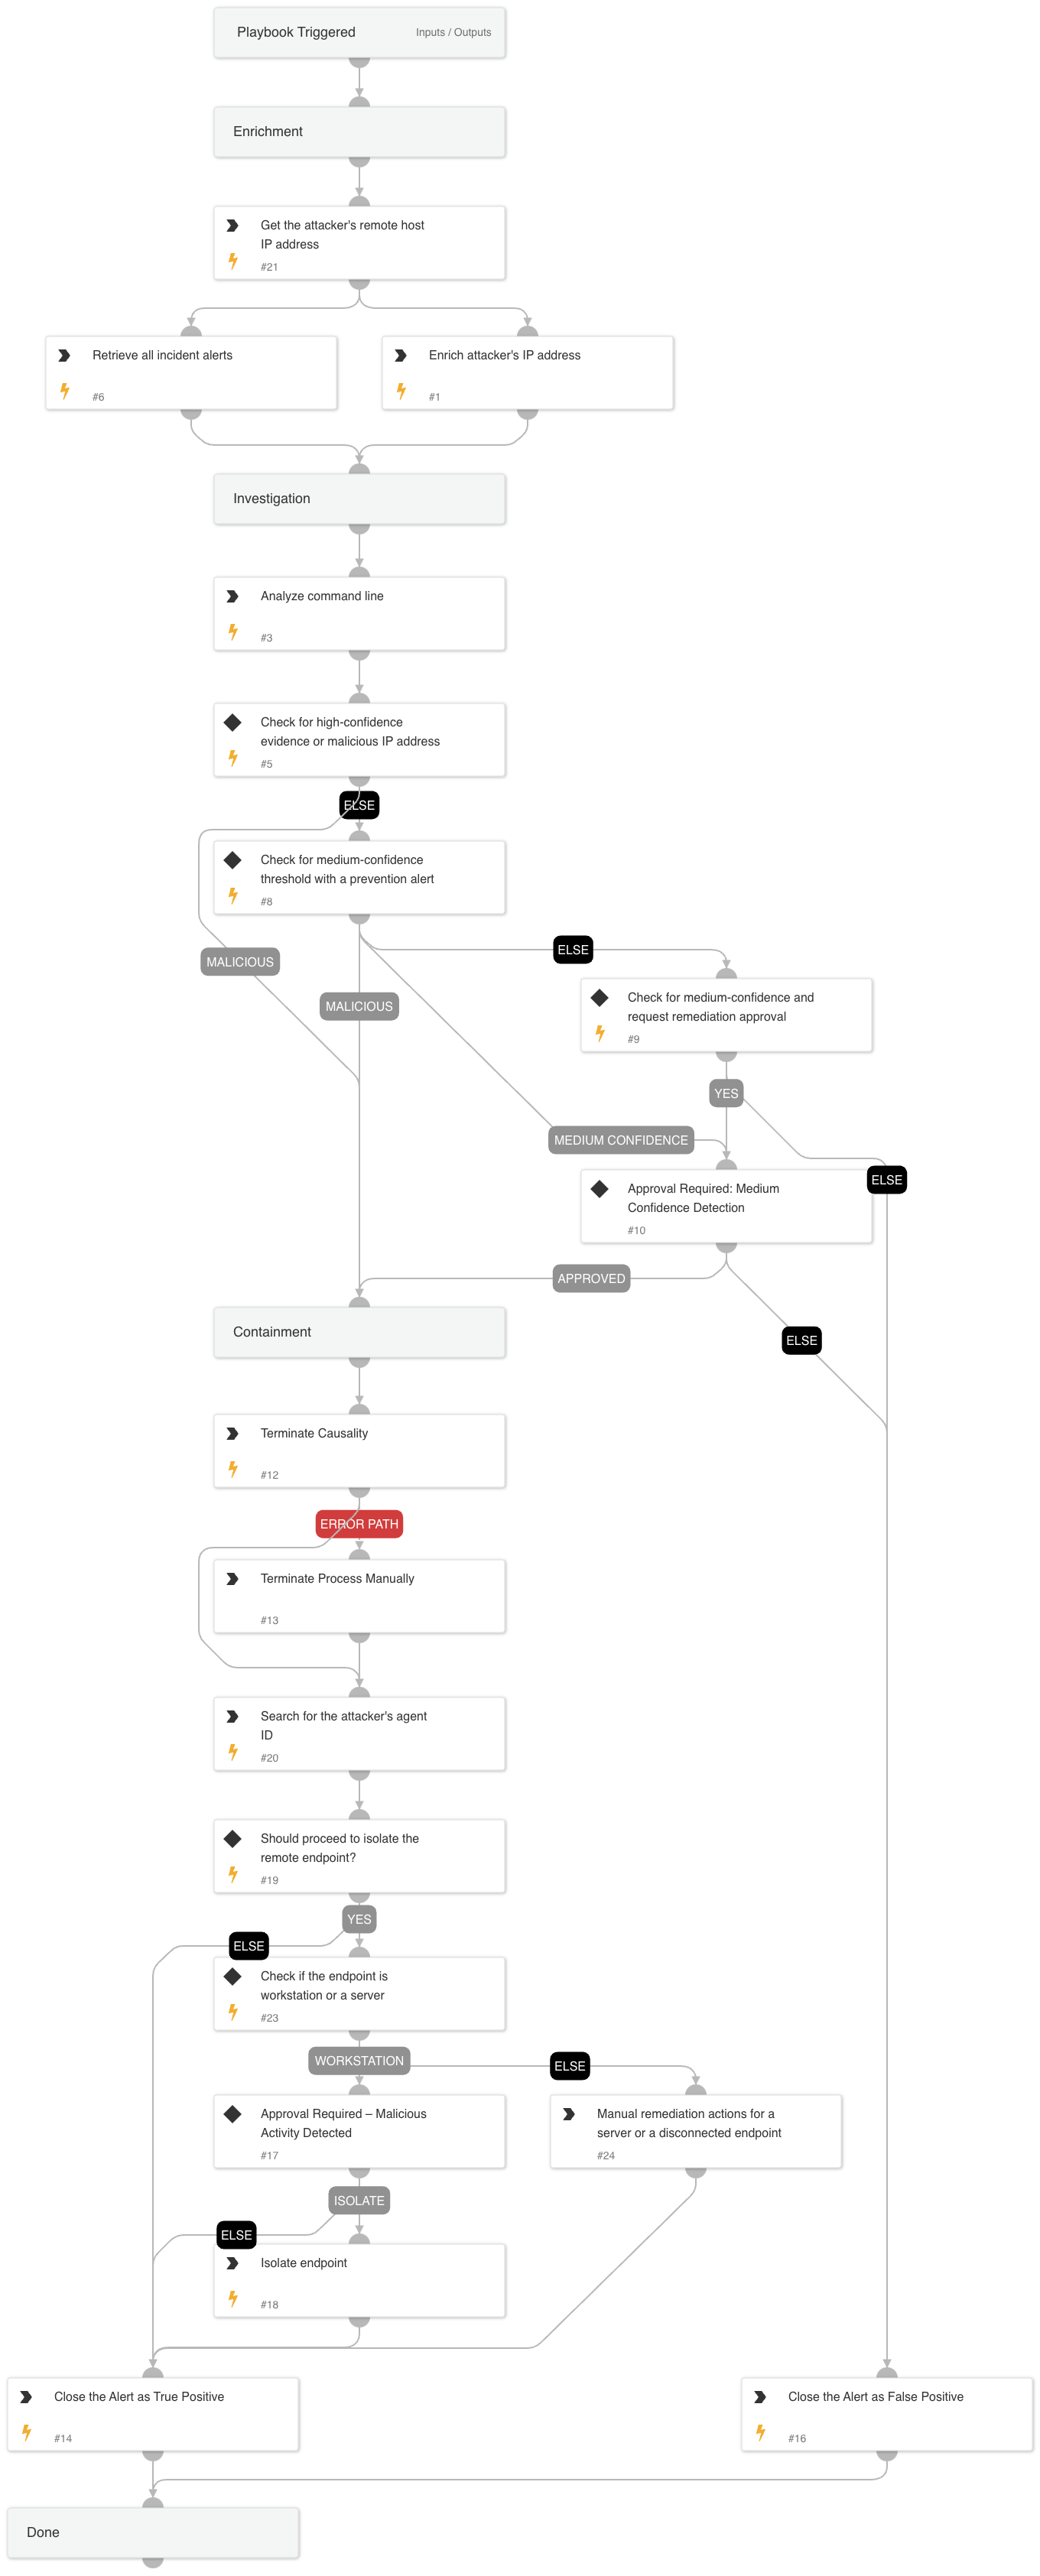 Playbook Triggered
Inputs / Outputs
Enrichment
Get the attacker's remote host
IP address
#21
Retrieve all incident alerts
#6
Enrich attacker's IP address
#1
Investigation
Analyze command line
#3
Check for high-confidence
evidence or malicious IP address
#5
ELSE
Check for medium-confidence
threshold with a prevention alert
#8
ELSE
MALICIOUS
MALICIOUS
Check for medium-confidence and
request remediation approval
#9
YES
MEDIUM CONFIDENCE
ELSE
Approval Required: Medium
Confidence Detection
#10
APPROVED
Containment
ELSE
Terminate Causality
#12
ERROR PATH
Terminate Process Manually
#13
Search for the attacker's agent
ID
#20
Should proceed to isolate the
remote endpoint?
#19
YES
ELSE
Check if the endpoint is
workstation or a server
#23
WORKSTATION
ELSE
Approval Required – Malicious
Activity Detected
#17
Manual remediation actions for a
server or a disconnected endpoint
#24
ISOLATE
ELSE
Isolate endpoint
#18
Close the Alert as True Positive
#14
Close the Alert as False Positive
#16
Done